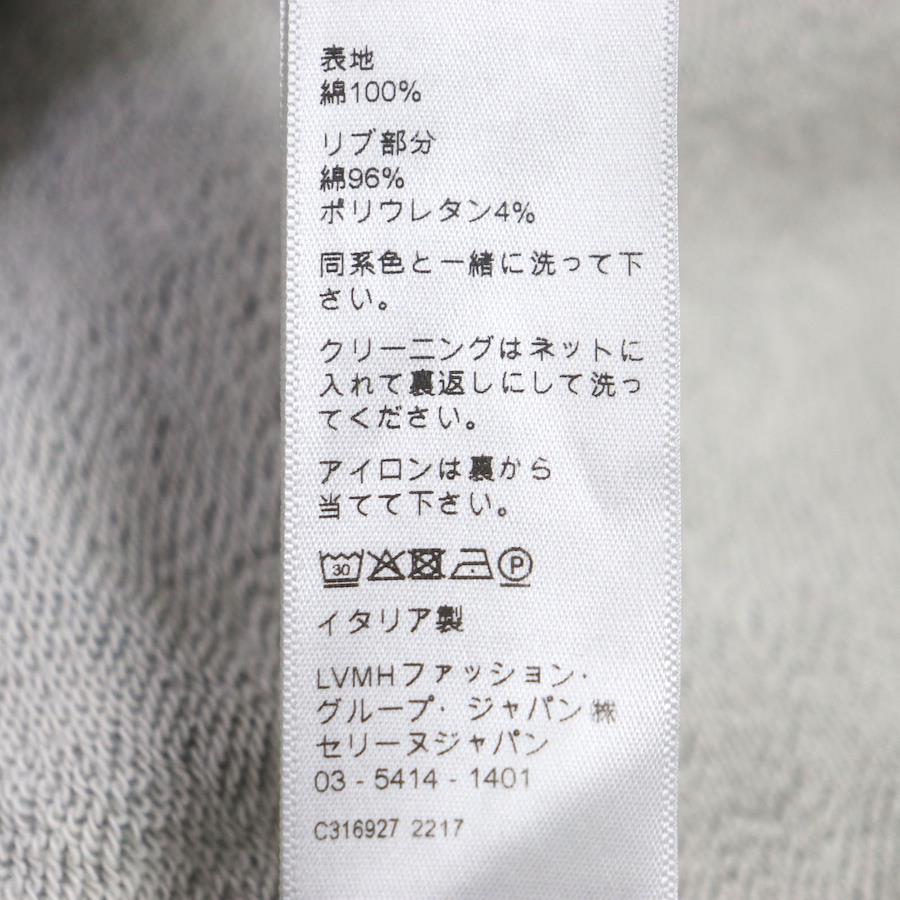 表地
綿100%
リブ部分
綿96%
ポリウレタン4%
同系色と一緒に洗って下
さい。
クリーニングはネットに
入れて裏返しにして洗っ
てください。
アイロンは裏から
当てて下さい。
30 P
イタリア製
LVMHファッション·
グループ· ジャパン㈱
セリーヌジャパン
03 - 5414 - 1401
C316927 2217